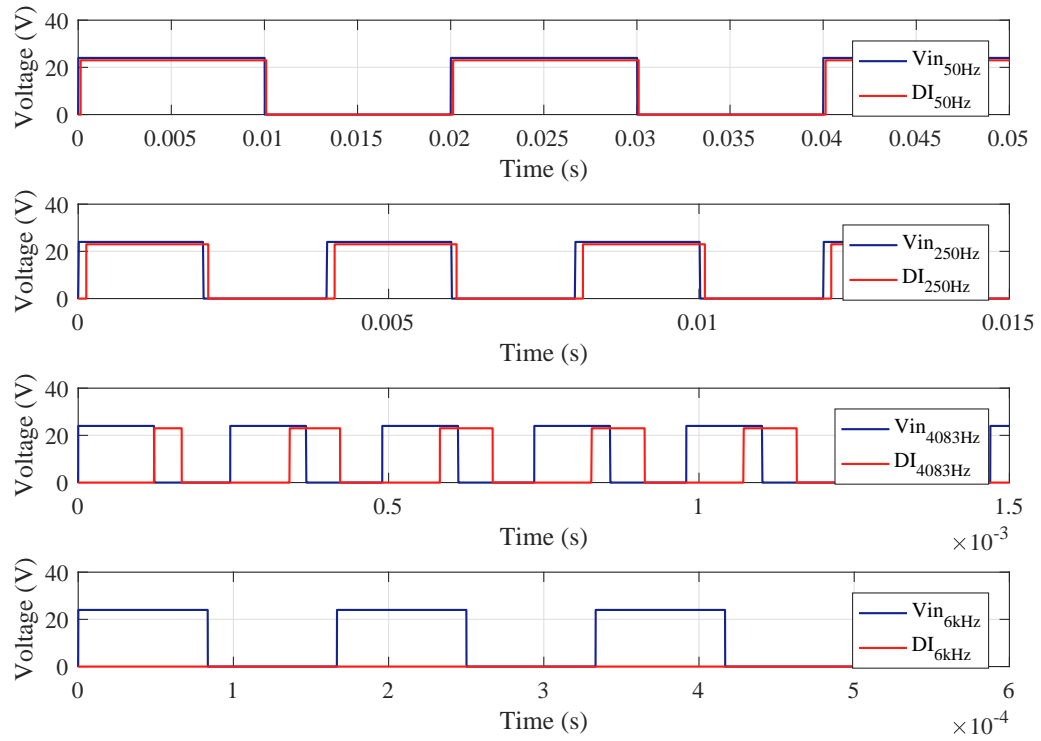 40
20
0
Voltage (V)
Vin50Hz
DI50Hz
0 0.005 0.01 0.015 0.02 0.025 0.03 0.035 0.04 0.045 0.05
Time (s)
40
20
0
Voltage (V)
Vin250Hz
DI250Hz
0 0.005 0.01 0.015
Time (s)
40
20
0
Voltage (V)
Vin4083Hz
DI4083Hz
0 0.5 1 1.5
Time (s)
×10-3
40
20
0
Voltage (V)
Vin6kHz
DI6kHz
0 1 2 3 4 5 6
Time (s)
×10-4